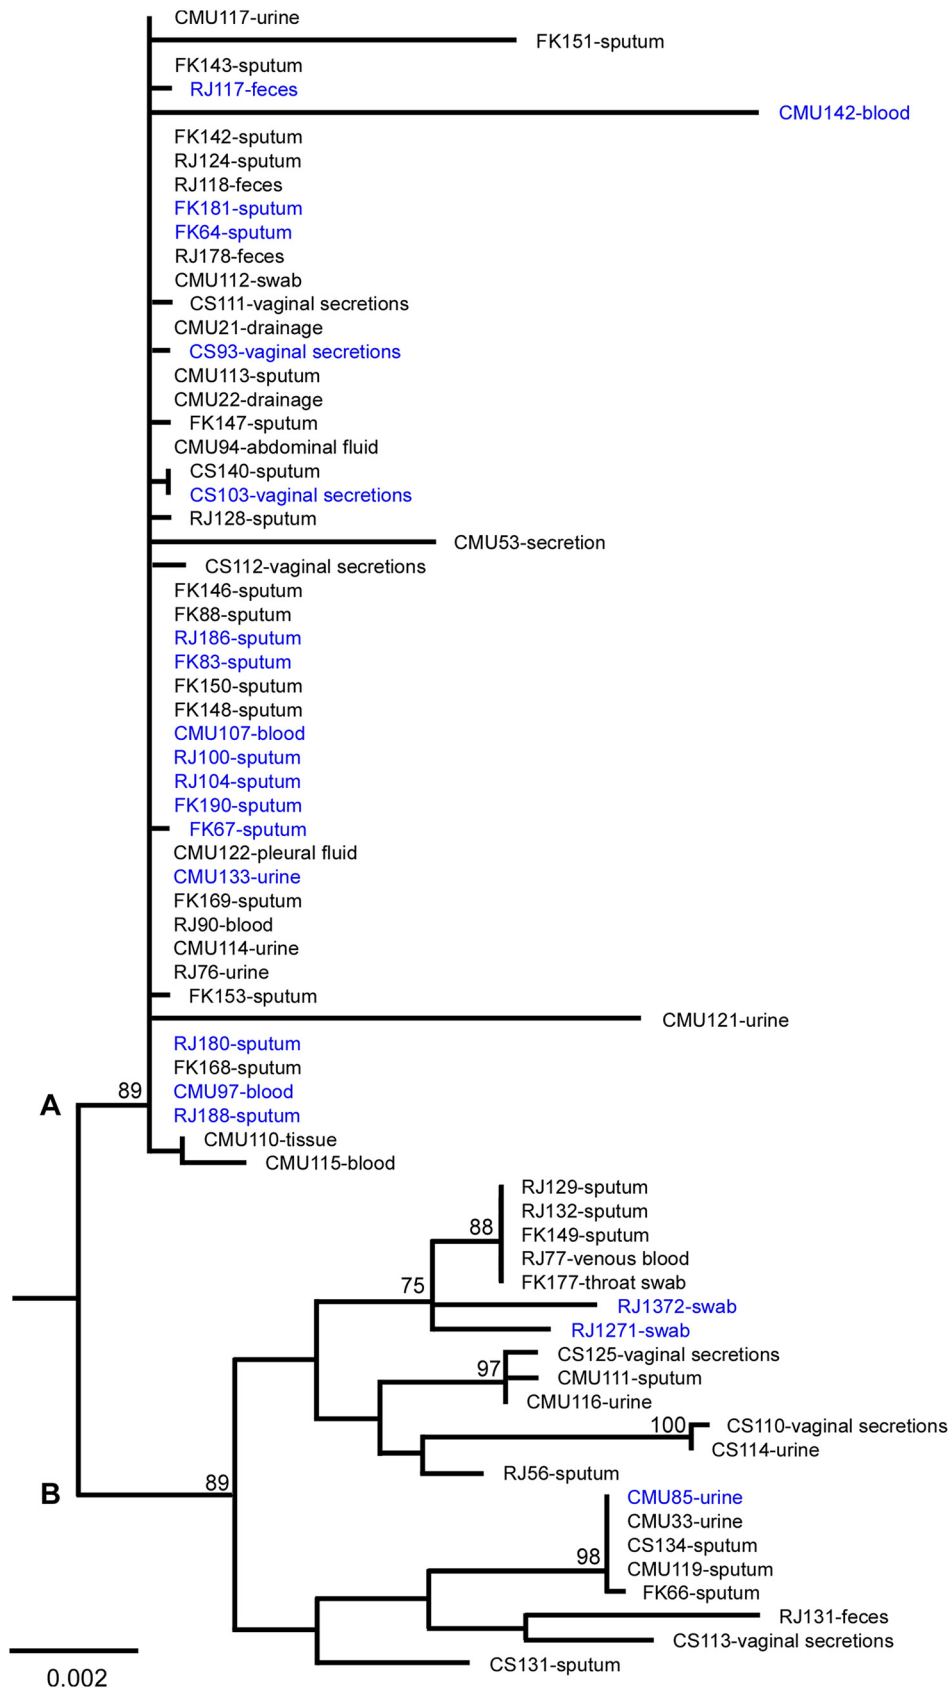 CMU117-urine
FK151-sputum
FK143-sputum
RJ117-feces
CMU142-blood
FK142-sputum
RJ124-sputum
RJ118-feces
FK181-sputum
FK64-sputum
RJ178-feces
CMU112-swab
CS111-vaginal secretions
CMU21-drainage
CS93-vaginal secretions
CMU113-sputum
CMU22-drainage
FK147-sputum
CMU94-abdominal fluid
CS140-sputum
CS103-vaginal secretions
RJ128-sputum
CMU53-secretion
CS112-vaginal secretions
FK146-sputum
FK88-sputum
RJ186-sputum
FK83-sputum
FK150-sputum
FK148-sputum
CMU107-blood
RJ100-sputum
RJ104-sputum
FK190-sputum
FK67-sputum
CMU122-pleural fluid
CMU133-urine
FK169-sputum
RJ90-blood
CMU114-urine
RJ76-urine
FK153-sputum
CMU121-urine
RJ180-sputum
FK168-sputum
89 CMU97-blood
A RJ188-sputum
CMU110-tissue
CMU115-blood
RJ129-sputum
RJ132-sputum
88 FK149-sputum
RJ77-venous blood
75 FK177-throat swab
RJ1372-swab
RJ1271-swab
CS125-vaginal secretions
97 CMU111-sputum
CMU116-urine
100 CS110-vaginal secretions
CS114-urine
RJ56-sputum
89
B CMU85-urine
CMU33-urine
CS134-sputum
98 CMU119-sputum
FK66-sputum
RJ131-feces
CS113-vaginal secretions
CS131-sputum
0.002